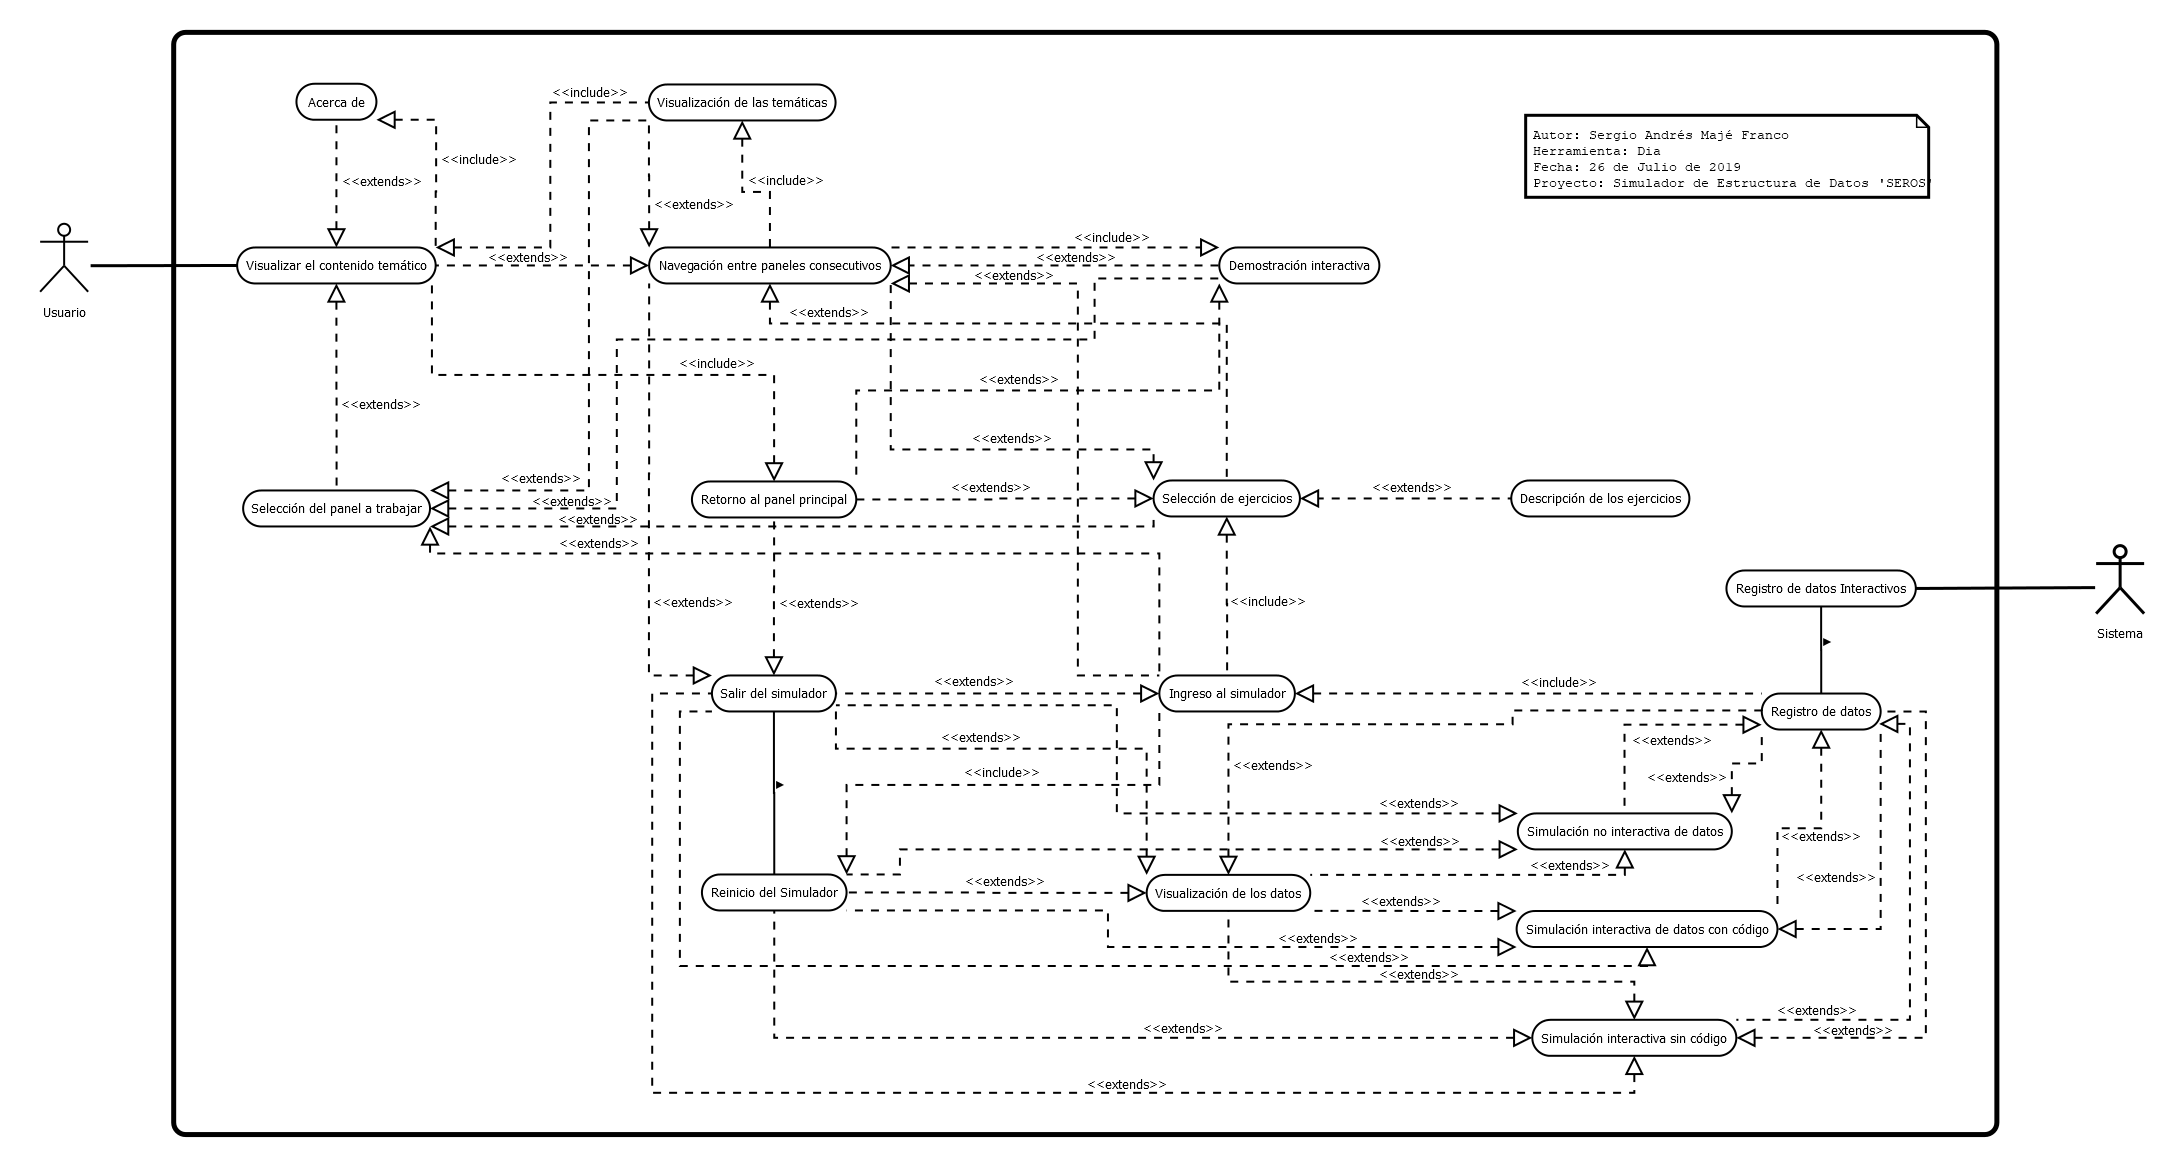 <<include>>
Acerca de
Visualización de las temáticas
Autor: Sergio Andrés Majé Franco
Herramienta: Dia
Fecha: 26 de Julio de 2019
Proyecto: Simulador de Estructura de Datos 'SEROS'
<<include>>
<<extends>>
<<include>>
<<extends>>
<<include>>
<<extends>>
<<extends>>
Visualizar el contenido temático
Navegación entre paneles consecutivos
Demostración interactiva
<<extends>>
Usuario
<<extends>>
<<include>>
<<extends>>
<<extends>>
<<extends>>
<<extends>>
<<extends>>
<<extends>>
Selección del panel a trabajar
<<extends>>
Retorno al panel principal
Selección de ejercicios
Descripción de los ejercicios
<<extends>>
<<extends>>
Registro de datos Interactivos
<<extends>>
<<extends>>
<<include>>
Sistema
<<extends>>
<<include>>
Salir del simulador
Ingreso al simulador
Registro de datos
<<extends>>
<<extends>>
<<extends>>
<<include>>
<<extends>>
<<extends>>
Simulación no interactiva de datos
<<extends>>
<<extends>>
<<extends>>
<<extends>>
<<extends>>
Reinicio del Simulador
Visualización de los datos
<<extends>>
Simulación interactiva de datos con código
<<extends>>
<<extends>>
<<extends>>
<<extends>>
<<extends>>
<<extends>>
Simulación interactiva sin código
<<extends>>